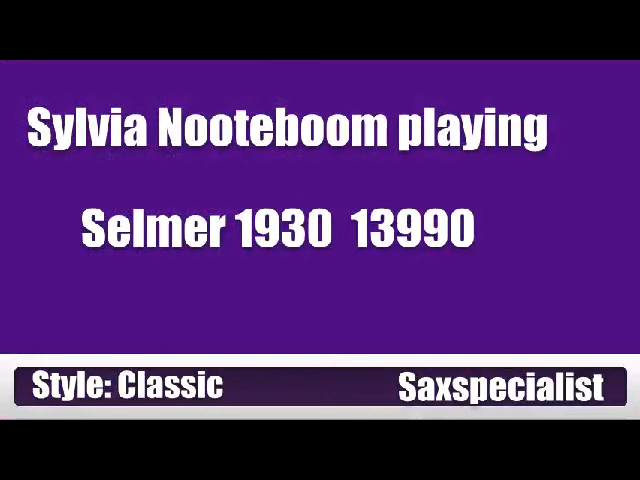 Sylvia Nooteboom playing
Selmer 1930 13990
Style: Classic
Saxspecialist